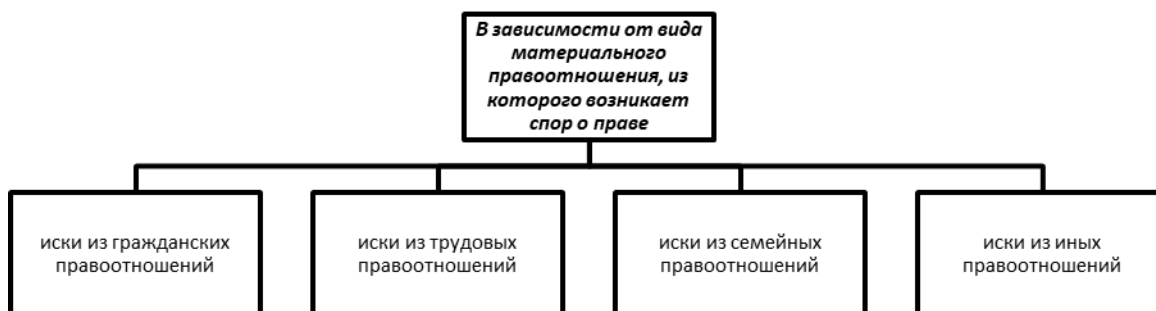 В зависимости от вида
материального
правоотношения, из
которого возникает
спор о праве
иски из гражданских
правоотношений
иски из трудовых
правоотношений
иски из семейных
правоотношений
иски из иных
правоотношений